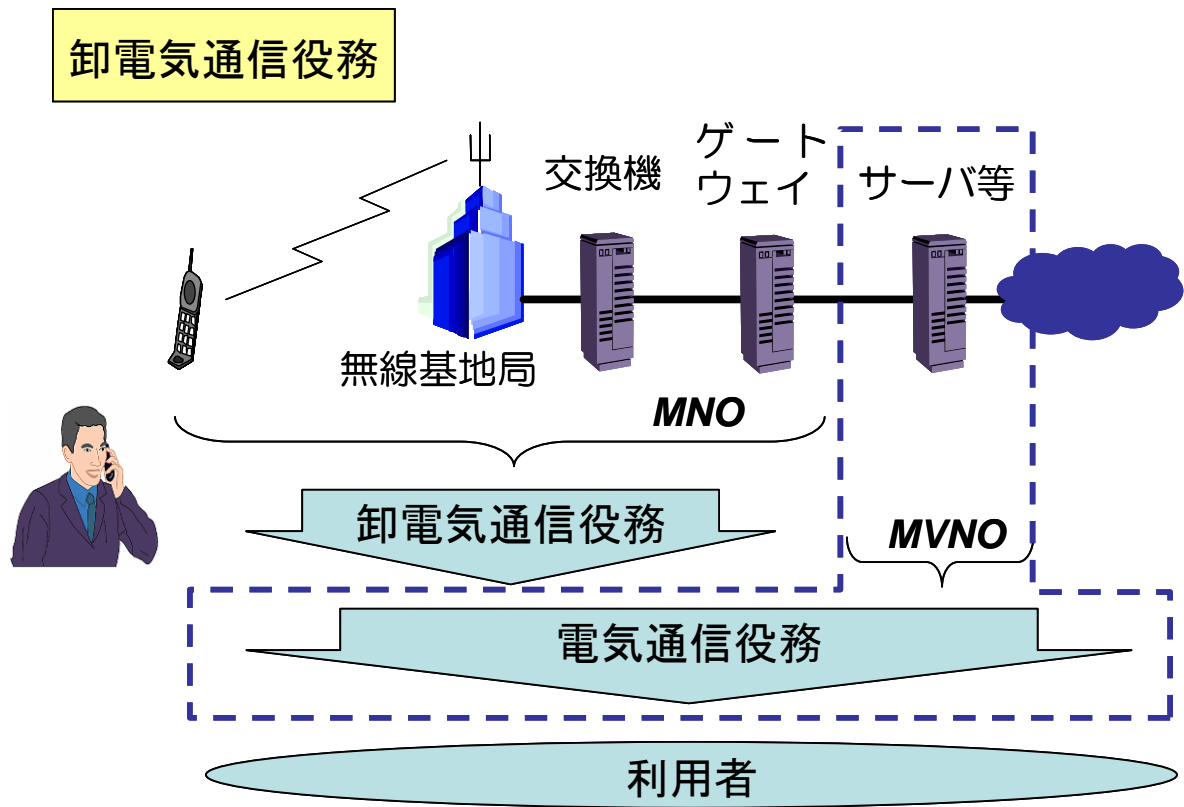 卸電気通信役務
交換機
ゲート
ウェイ
サーバ等
無線基地局
MNO
卸電気通信役務
MVNO
電気通信役務
利用者